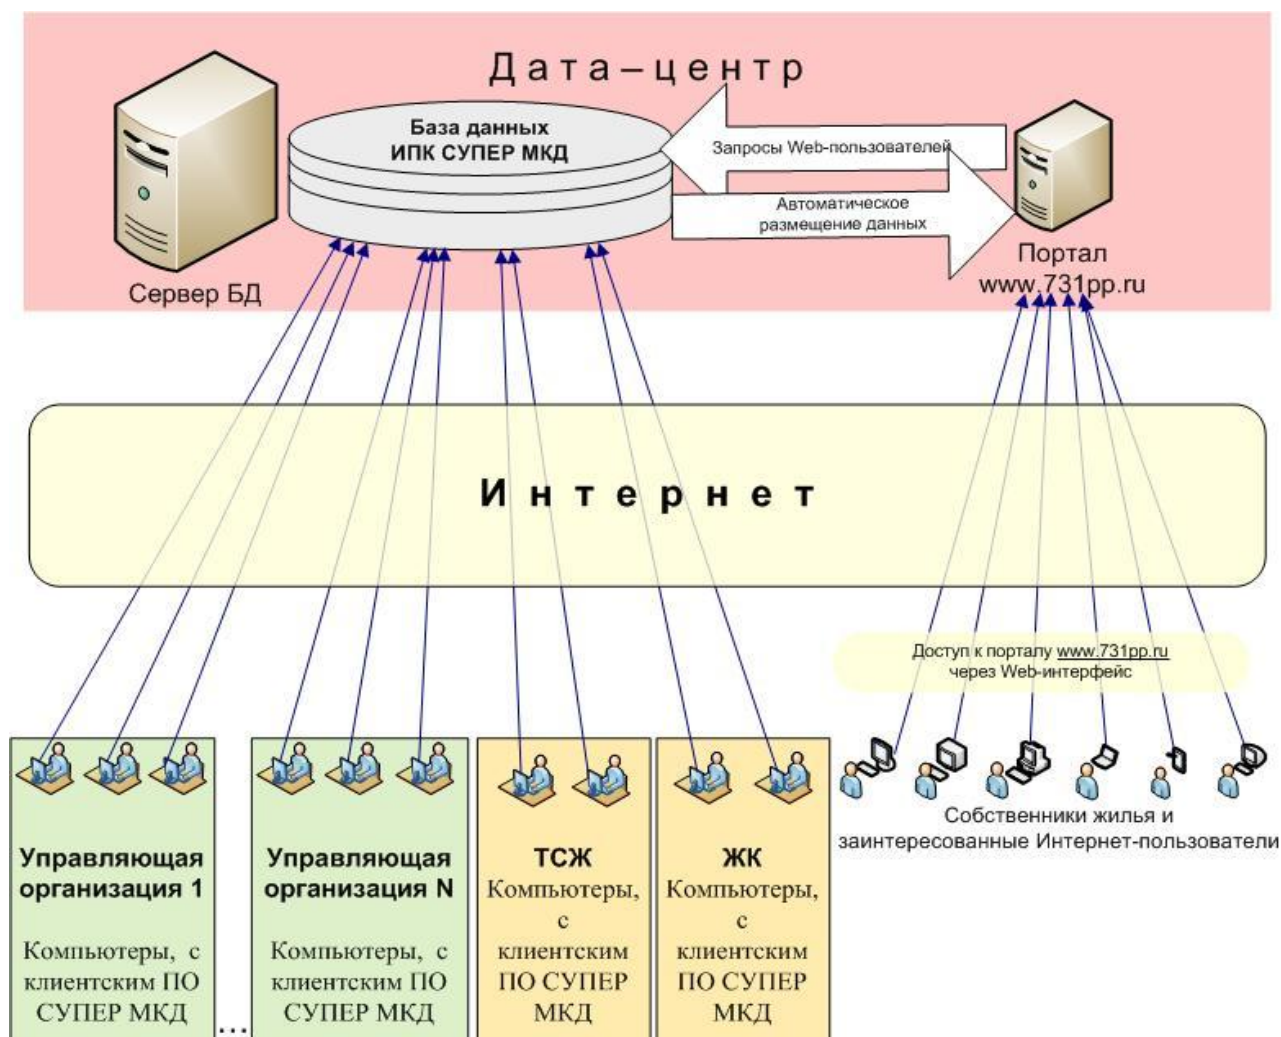 Дата–центр
База данных
ИПК СУПЕР МКД
Запросы Web-пользователей
Автоматическое
размещение данных
Сервер БД
Портал
www.731pp.ru
Интернет
Доступ к порталу www.731pp.ru
через Web-интерфейс
Управляющая
организация 1
Компьютеры, с
клиентским ПО
СУПЕР МКД
...
Управляющая
организация N
Компьютеры, с
клиентским ПО
СУПЕР МКД
ТСЖ
Компьютеры,
с
клиентским
ПО СУПЕР
МКД
ЖК
Компьютеры,
с
клиентским
ПО СУПЕР
МКД
Собственники жилья и
заинтересованные Интернет-пользователи